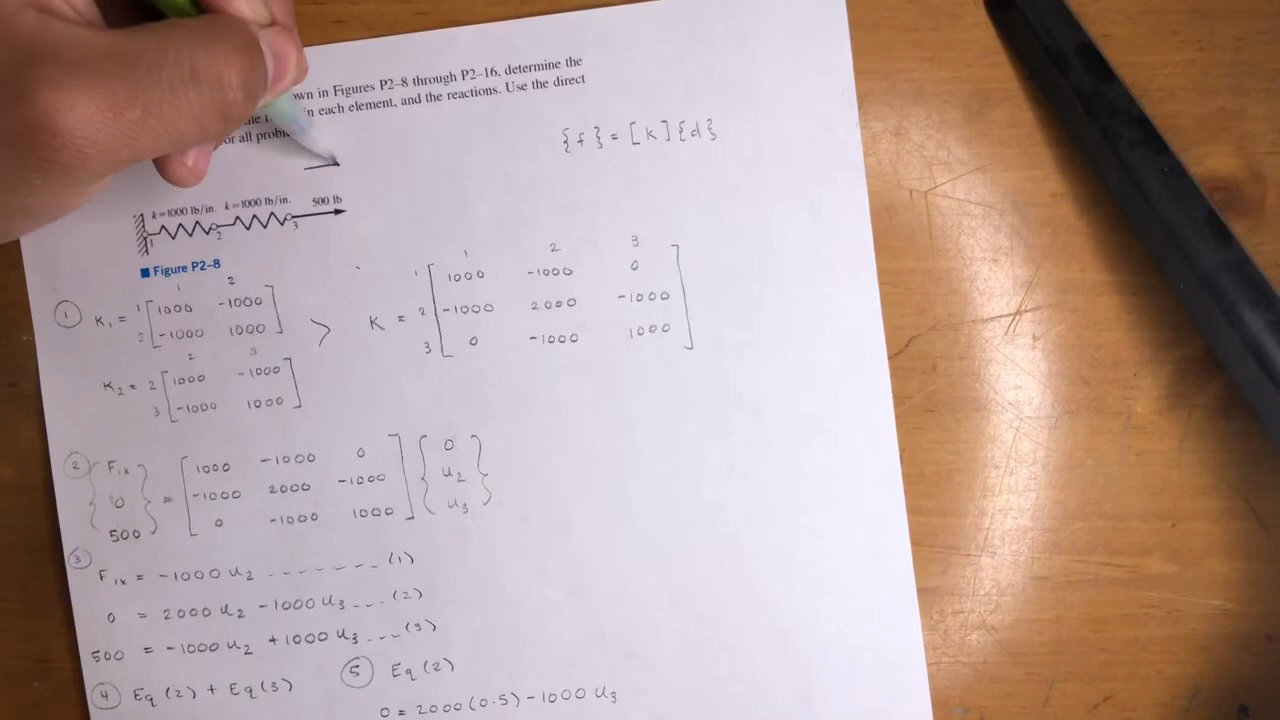 wn in Figures P2–8 through P2–16, determine the
in each element, and the reactions. Use the direct
or all
{f} = [k]{d}
k = 1000 lb/in. k = 1000 lb/in. 500 lb
1 2 3
■ Figure P2–8
1 2
① K₁ = 1 [1000 -1000]
2 [-1000 1000]
2 3
K₂ = 2 [1000 -1000]
3 [-1000 1000]
1 2 3
K = 1 [1000 -1000 0]
2 [-1000 2000 -1000]
3 [0 -1000 1000]
② {F₁ₓ} = [1000 -1000 0] {0}
{0} [-1000 2000 -1000] {u₂}
{500} [0 -1000 1000] {u₃}
③
F₁ₓ = -1000 u₂ ------- (1)
0 = 2000 u₂ - 1000 u₃ --- (2)
500 = -1000 u₂ + 1000 u₃ --- (3)
④ Eq (2) + Eq (3)
⑤ Eq (2)
0 = 2000 (0.5) - 1000 u₃